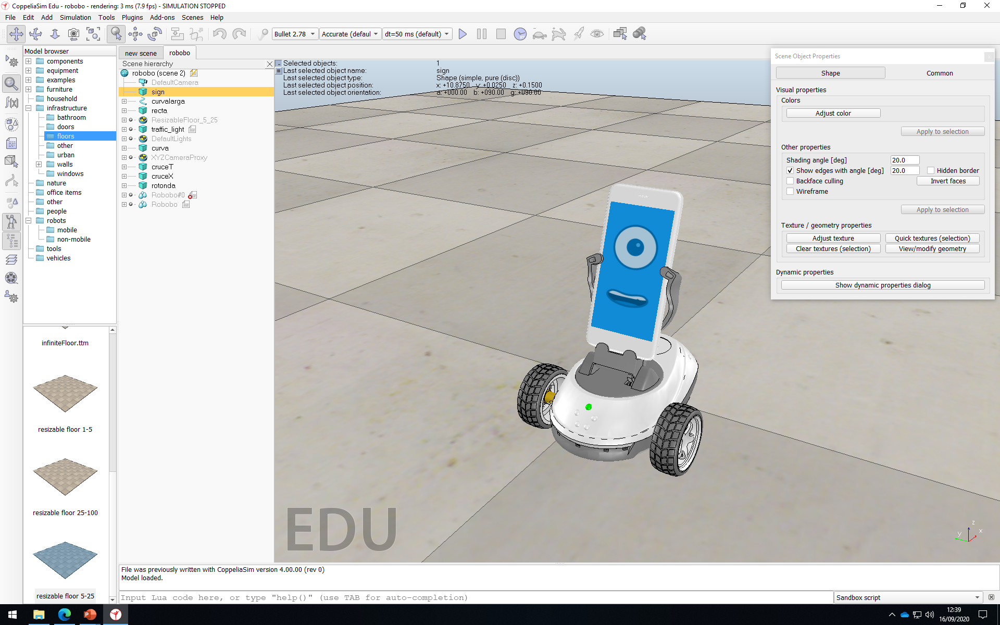 CoppeliaSim Edu - robobo - rendering: 3 ms (7.9 fps) - SIMULATION STOPPED
File Edit Add Simulation Tools Plugins Add-ons Scenes Help
Bullet 2.78 Accurate (defaul dt=50 ms (default)
Model browser
components
equipment
examples
furniture
household
infrastructure
bathroom
doors
floors
other
urban
walls
windows
nature
office items
other
people
robots
mobile
non-mobile
tools
vehicles
infiniteFloor.ttm
resizable floor 1-5
resizable floor 25-100
resizable floor 5-25
new scene robobo
Scene hierarchy
robobo (scene 2)
DefaultCamera
sign
curvalarga
recta
ResizableFloor_5_25
traffic_light
DefaultLights
curva
XYZCameraProxy
cruceT
cruceX
rotonda
Robobo#0
Robobo
Selected objects: 1
Last selected object name: sign
Last selected object type: Shape (simple, pure (disc))
Last selected object position: x: +10.8750 y: +0.0250 z: +0.1500
Last selected object orientation: a: +000.00 b: +090.00 g: +090.00
EDU
z
y
x
Scene Object Properties
Shape Common
Visual properties
Colors
Adjust color
Apply to selection
Other properties
Shading angle [deg] 20.0
Show edges with angle [deg] 20.0 Hidden border
Backface culling Invert faces
Wireframe
Apply to selection
Texture / geometry properties
Adjust texture Quick textures (selection)
Clear textures (selection) View/modify geometry
Dynamic properties
Show dynamic properties dialog
File was previously written with CoppeliaSim version 4.00.00 (rev 0)
Model loaded.
Input Lua code here, or type "help()" (use TAB for auto-completion)
Sandbox script
12:39
16/09/2020